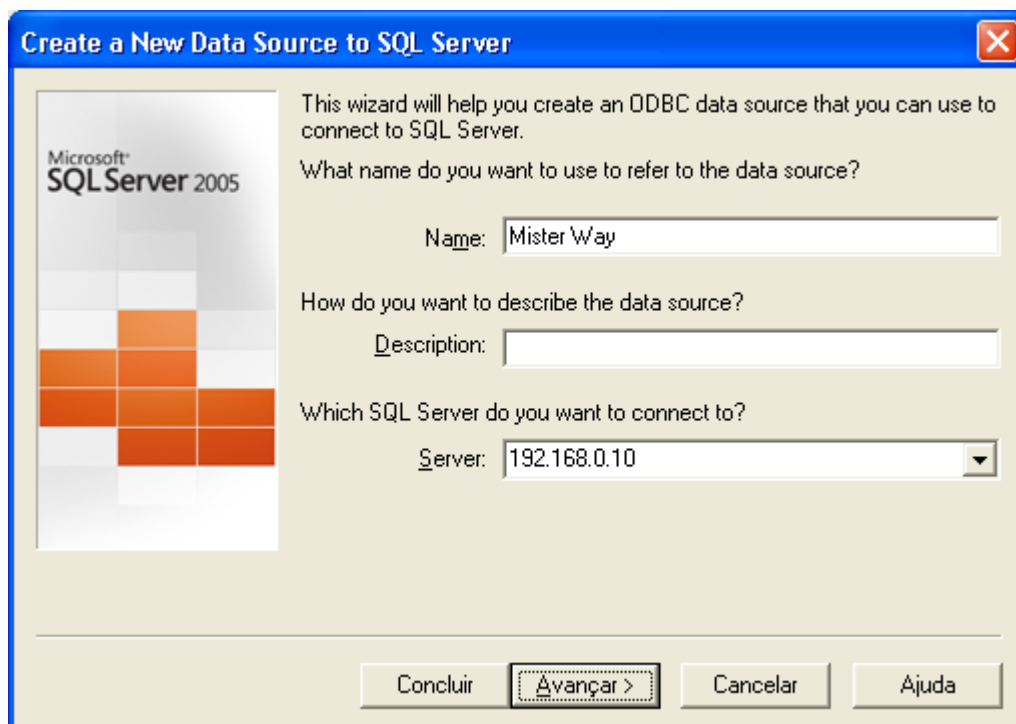 Create a New Data Source to SQL Server
Microsoft®
SQL Server 2005
This wizard will help you create an ODBC data source that you can use to
connect to SQL Server.
What name do you want to use to refer to the data source?
Name: Mister Way
How do you want to describe the data source?
Description:
Which SQL Server do you want to connect to?
Server: 192.168.0.10
Concluir Avançar > Cancelar Ajuda